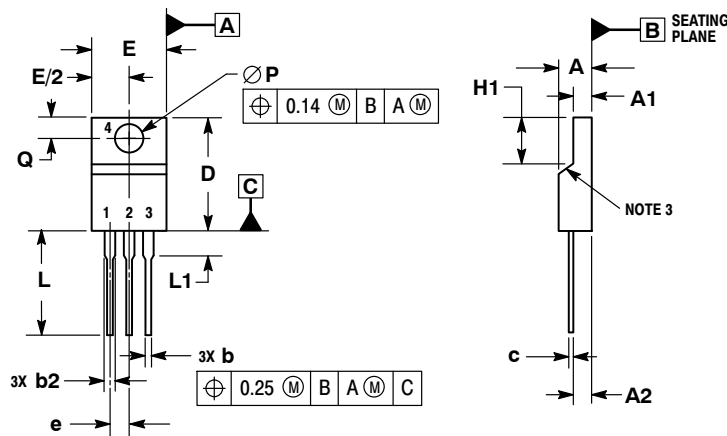 A
E
E/2
Ø P
⌖ 0.14 Ⓜ B A Ⓜ
4
Q
D
C
1 2 3
L
L1
3X b
3X b2
⌖ 0.25 Ⓜ B A Ⓜ C
e
B SEATING PLANE
A
H1
A1
NOTE 3
c
A2